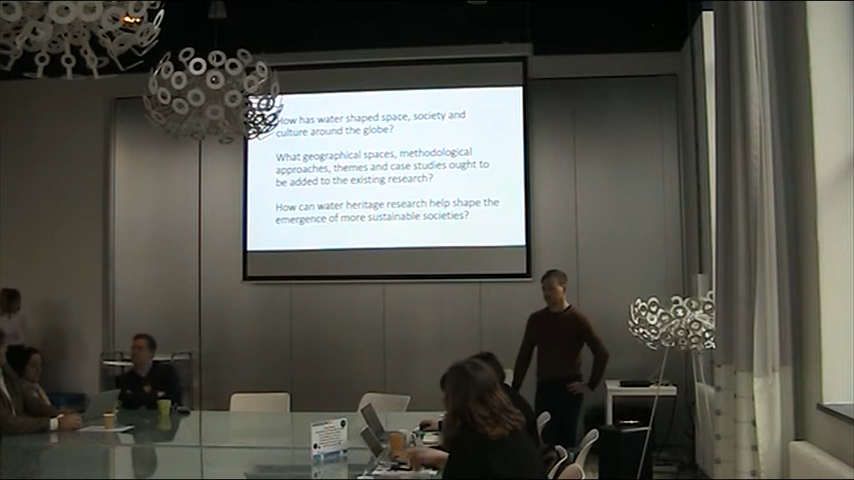 How has water shaped space, society and
culture around the globe?
What geographical spaces, methodological
approaches, themes and case studies ought to
be added to the existing research?
How can water heritage research help shape the
emergence of more sustainable societies?